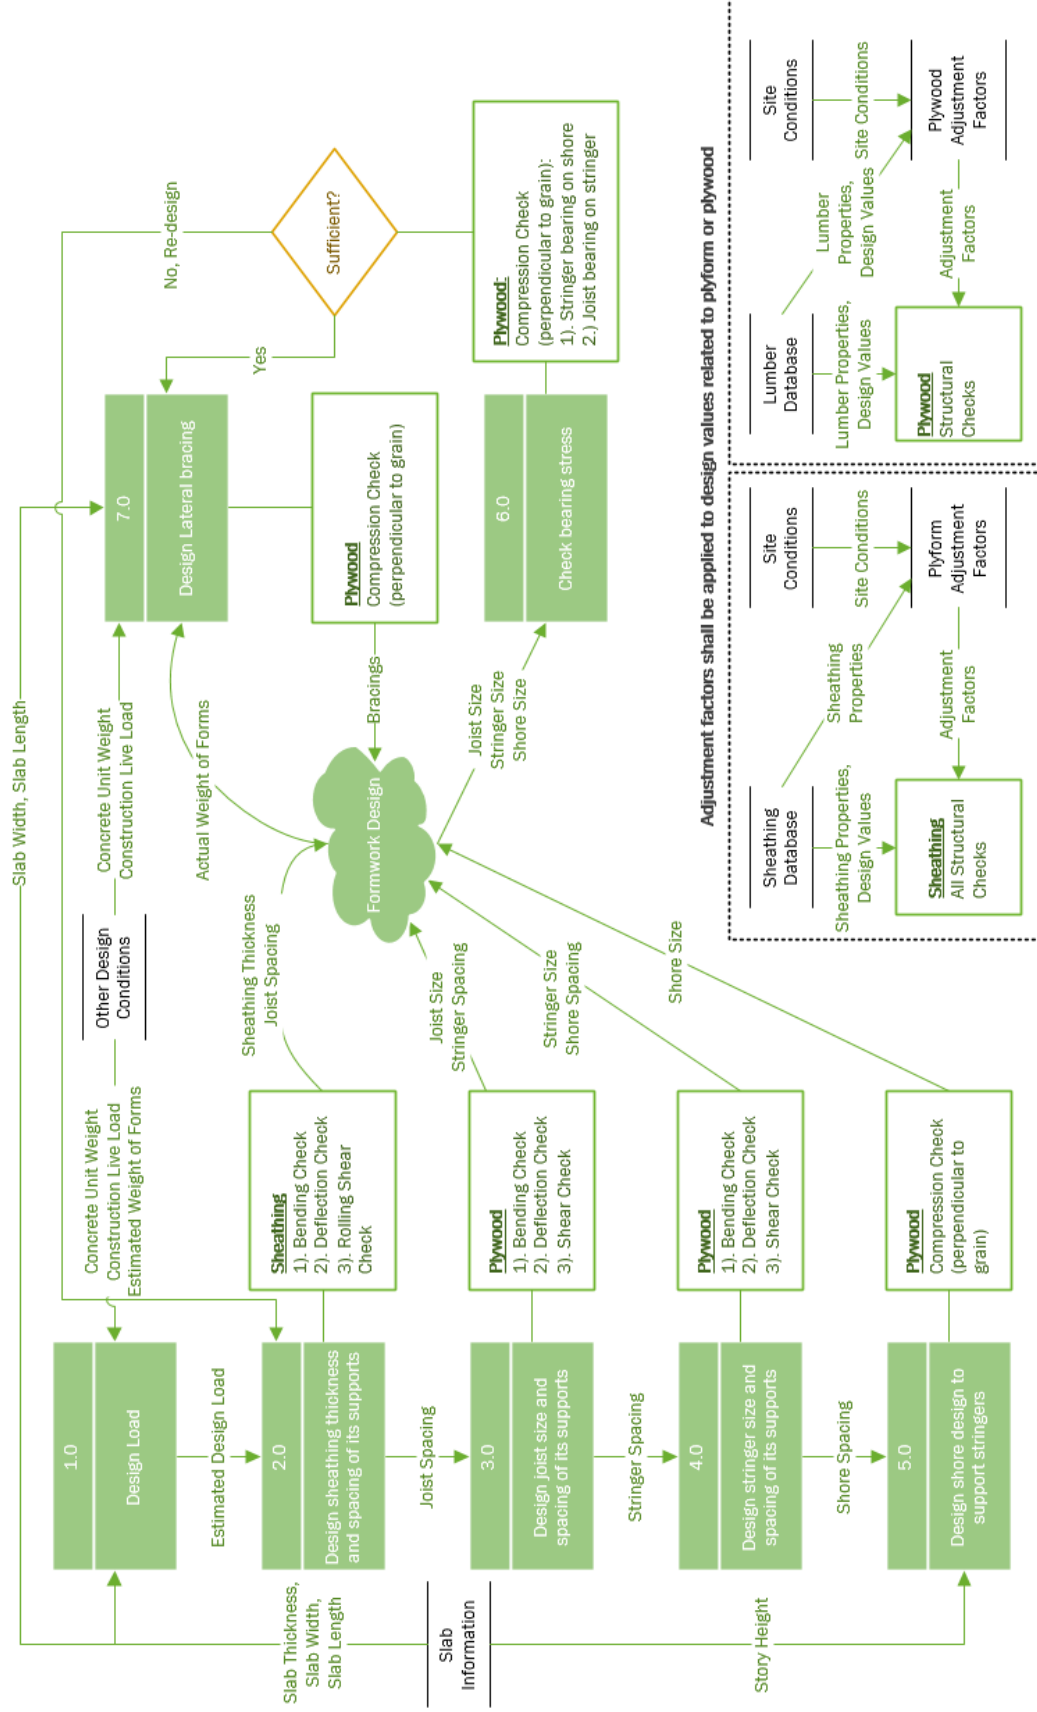 Slab Width, Slab Length
Slab Thickness,
Slab Width,
Slab Length
Slab
Information
Story Height
1.0
Design Load
Concrete Unit Weight
Construction Live Load
Estimated Weight of Forms
Other Design
Conditions
Concrete Unit Weight
Construction Live Load
7.0
Design Lateral bracing
Actual Weight of Forms
Yes
No, Re-design
Sufficient?
Estimated Design Load
2.0
Design sheathing thickness
and spacing of its supports
Sheathing
1). Bending Check
2). Deflection Check
3). Rolling Shear
Check
Sheathing Thickness
Joist Spacing
Formwork Design
Bracings
Plywood
Compression Check
(perpendicular to grain)
Joist Spacing
3.0
Design joist size and
spacing of its supports
Plywood
1). Bending Check
2). Deflection Check
3). Shear Check
Joist Size
Stringer Spacing
Joist Size
Stringer Size
Shore Size
6.0
Check bearing stress
Plywood:
Compression Check
(perpendicular to grain):
1). Stringer bearing on shore
2.) Joist bearing on stringer
Stringer Spacing
4.0
Design stringer size and
spacing of its supports
Plywood
1). Bending Check
2). Deflection Check
3). Shear Check
Stringer Size
Shore Spacing
Shore Spacing
5.0
Design shore design to
support stringers
Plywood
Compression Check
(perpendicular to
grain)
Shore Size
Adjustment factors shall be applied to design values related to plyform or plywood
Sheathing
Database
Sheathing
Properties
Site
Conditions
Sheathing Properties,
Design Values
Site Conditions
Sheathing
All Structural
Checks
Adjustment
Factors
Plyform
Adjustment
Factors
Lumber
Database
Lumber
Properties,
Design Values
Site
Conditions
Lumber Properties,
Design Values
Site Conditions
Plywood
Structural
Checks
Adjustment
Factors
Plywood
Adjustment
Factors